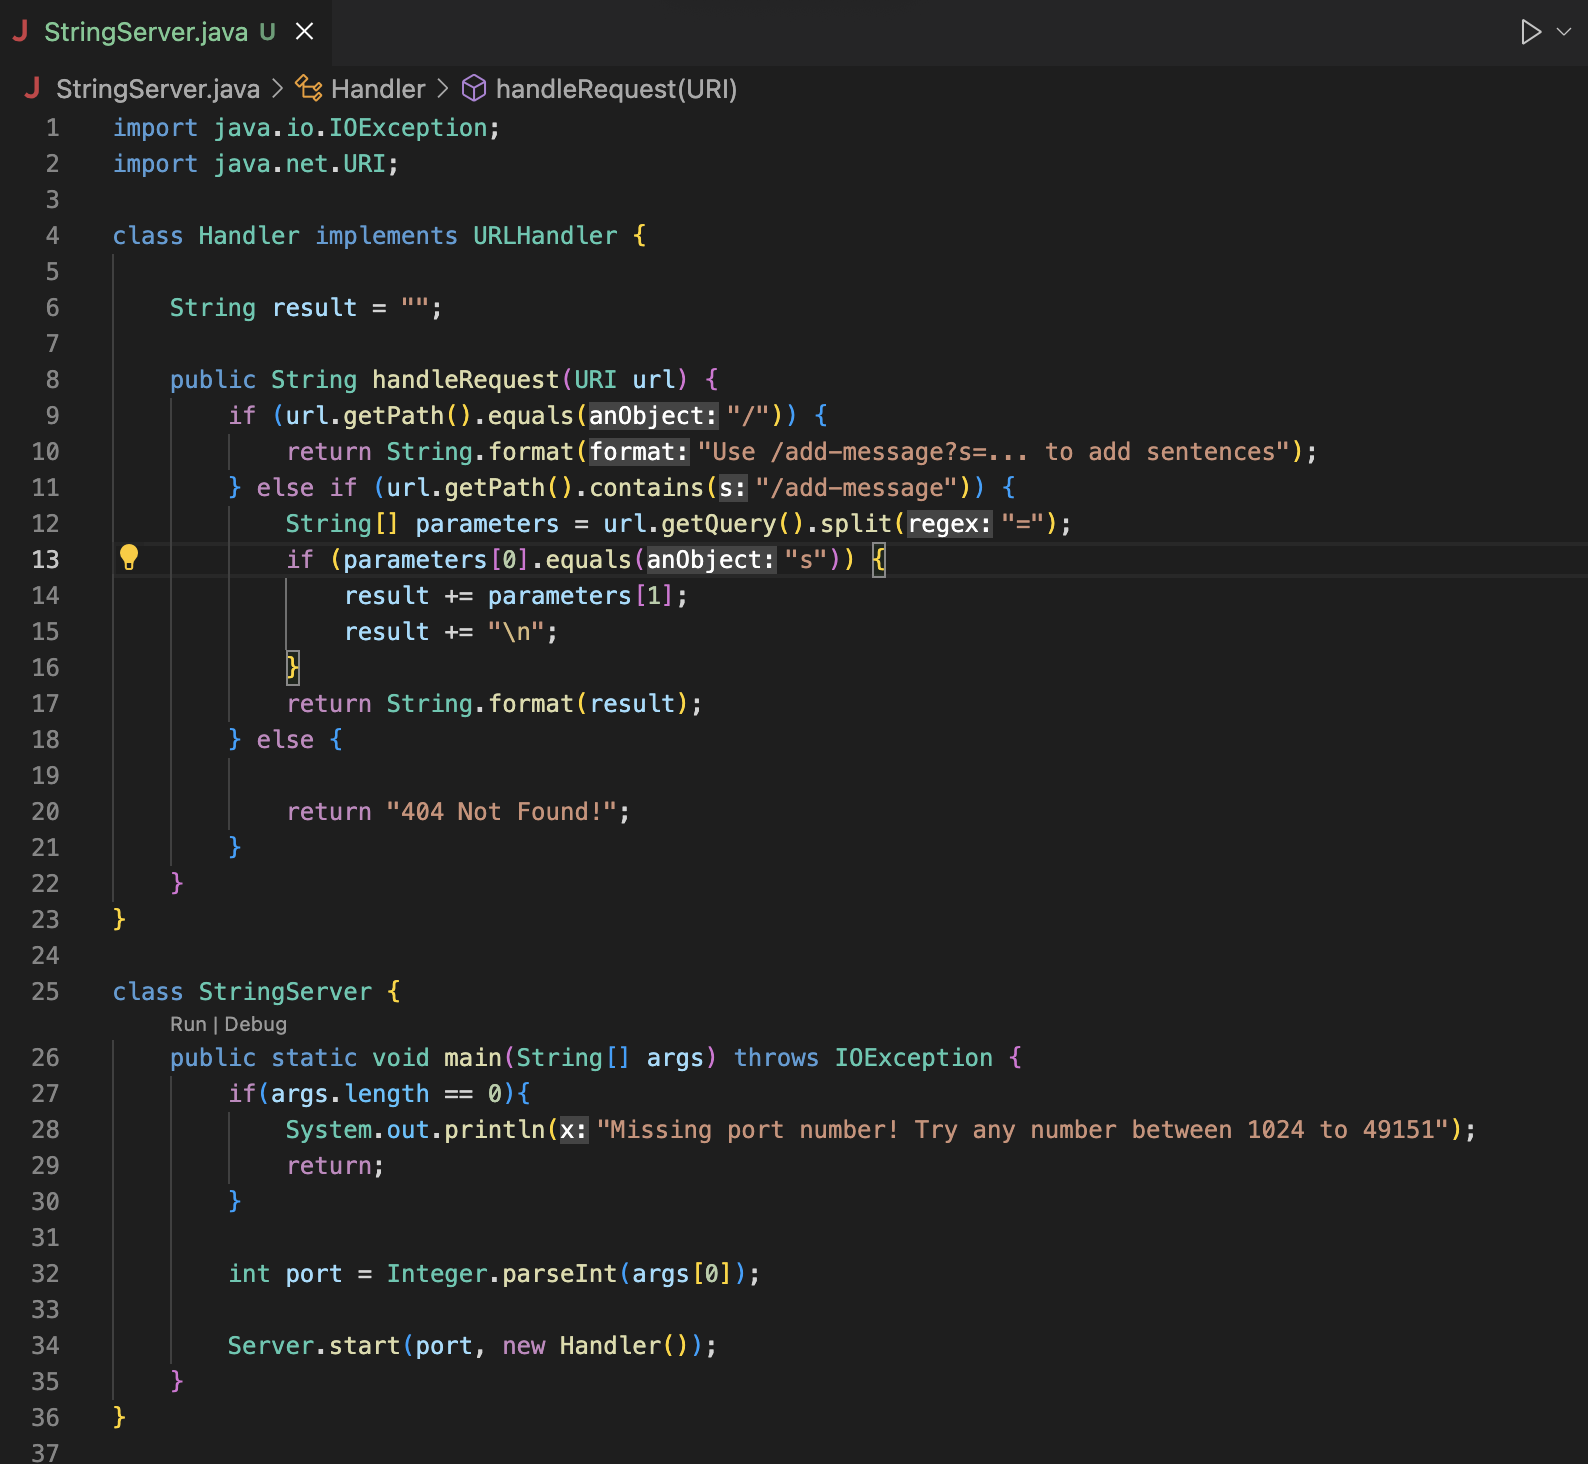 StringServer.java U
StringServer.java > Handler > handleRequest(URI)
1 import java.io.IOException;
2 import java.net.URI;
3
4 class Handler implements URLHandler {
5
6     String result = "";
7
8     public String handleRequest(URI url) {
9         if (url.getPath().equals(anObject: "/")) {
10             return String.format(format: "Use /add-message?s=... to add sentences");
11         } else if (url.getPath().contains(s: "/add-message")) {
12             String[] parameters = url.getQuery().split(regex: "=");
13             if (parameters[0].equals(anObject: "s")) {
14                 result += parameters[1];
15                 result += "\n";
16             }
17             return String.format(result);
18         } else {
19
20             return "404 Not Found!";
21         }
22     }
23 }
24
25 class StringServer {
Run | Debug
26     public static void main(String[] args) throws IOException {
27         if(args.length == 0){
28             System.out.println(x: "Missing port number! Try any number between 1024 to 49151");
29             return;
30         }
31
32         int port = Integer.parseInt(args[0]);
33
34         Server.start(port, new Handler());
35     }
36 }
37